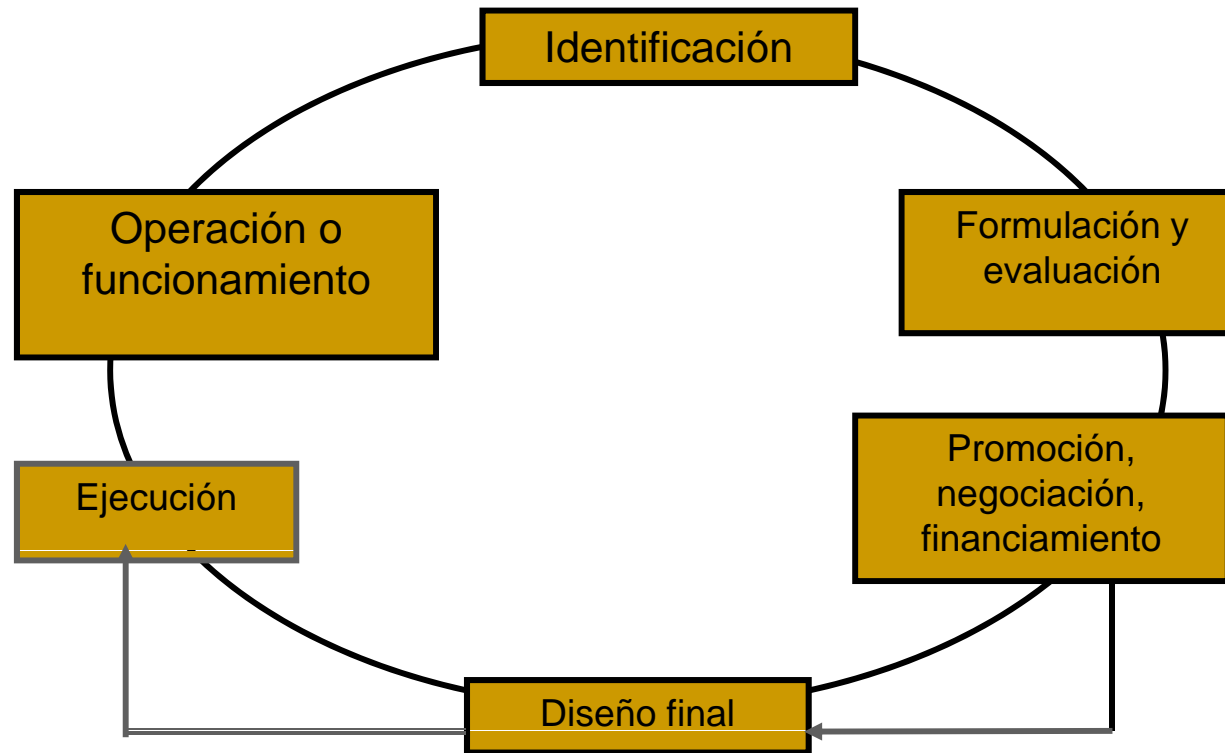 Identificación
Operación o
funcionamiento
Formulación y
evaluación
Ejecución
Promoción,
negociación,
financiamiento
Diseño final